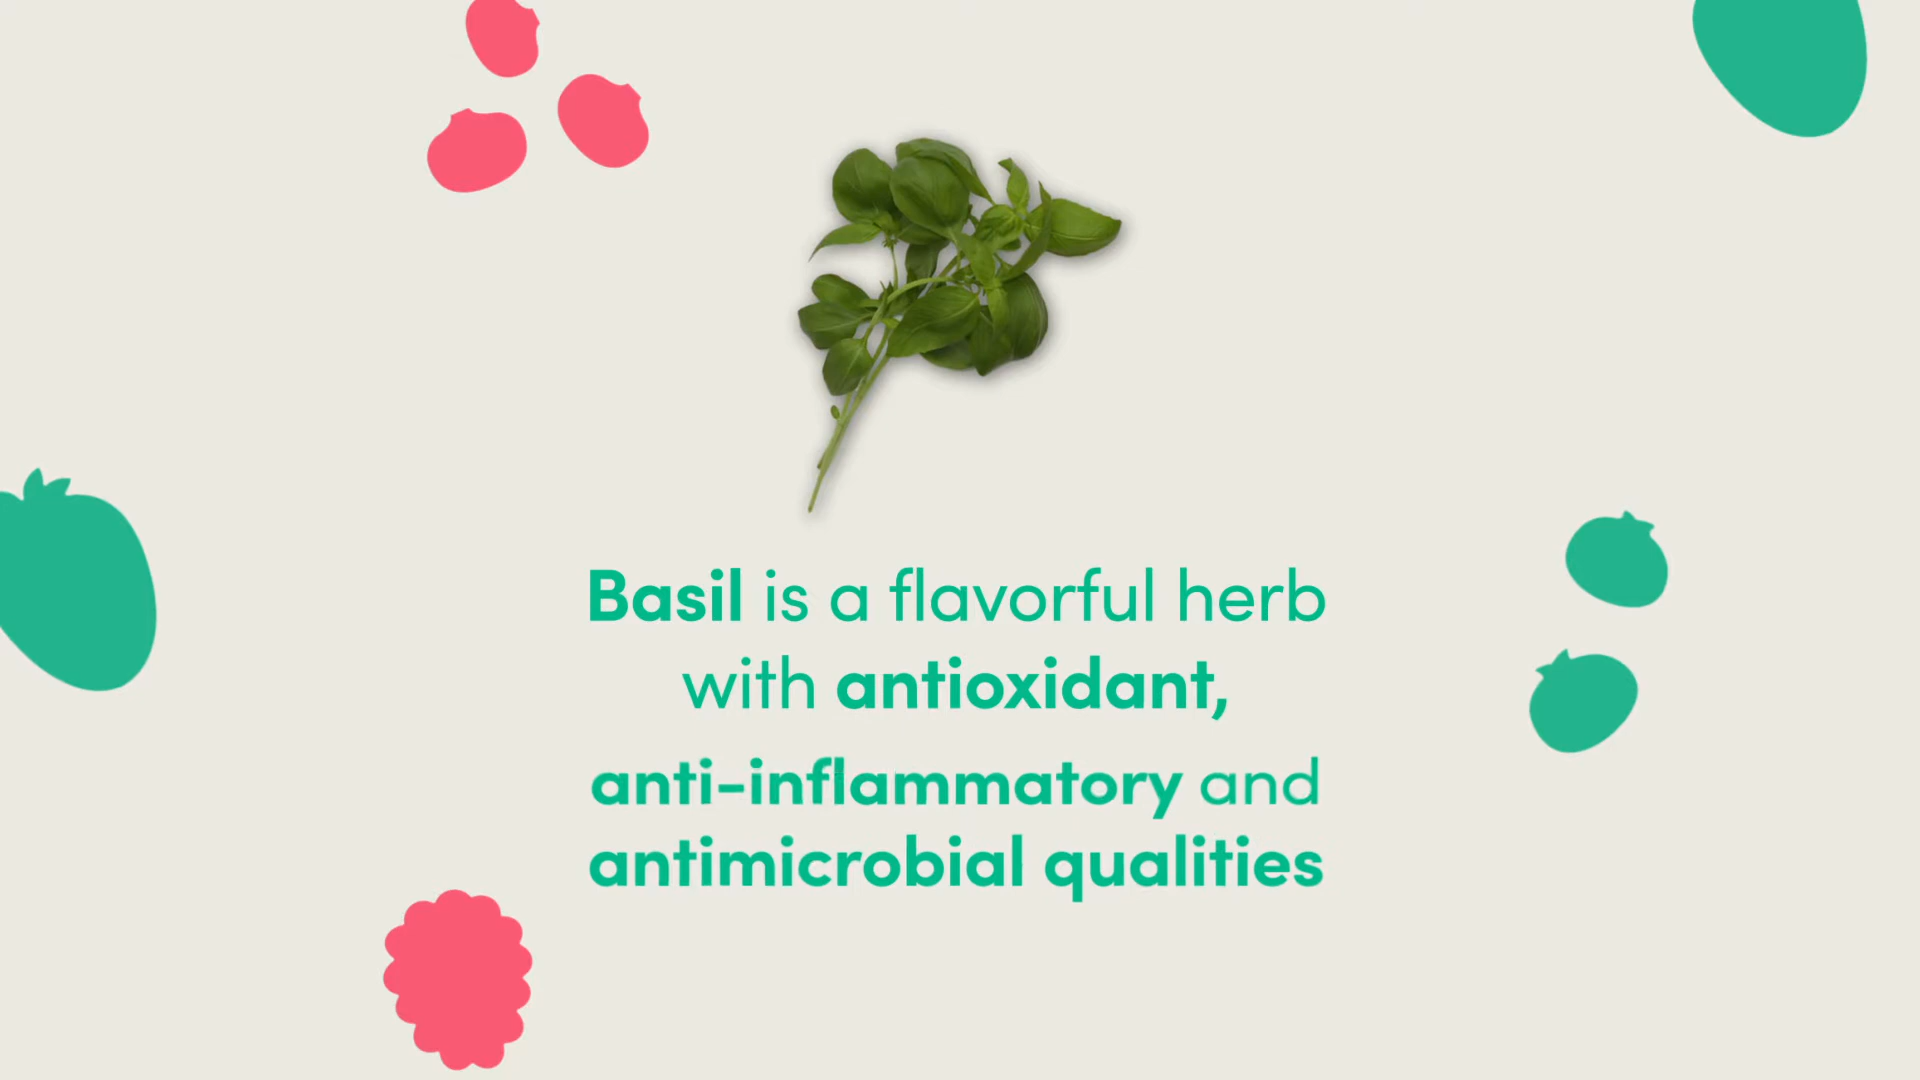 Basil is a flavorful herb
with antioxidant,
anti-inflammatory and
antimicrobial qualities